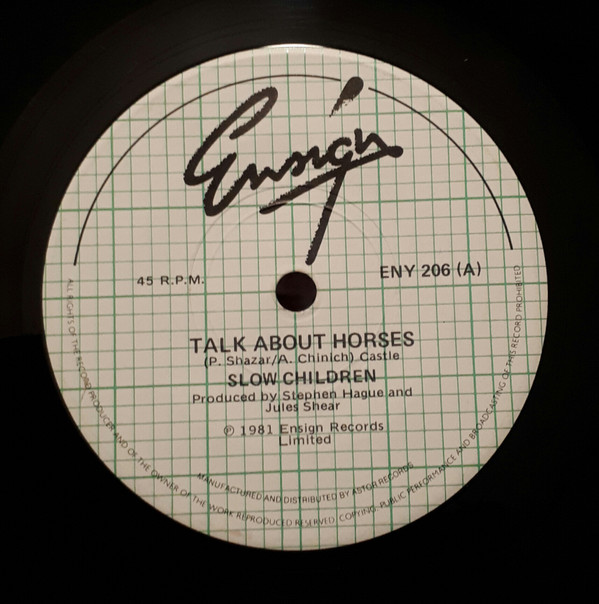 Ensign
45 R.P.M.
ENY 206 (A)
TALK ABOUT HORSES
(P. Shazar/A. Chinich) Castle
SLOW CHILDREN
Produced by Stephen Hague and
Jules Shear
℗ 1981 Ensign Records
Limited
MANUFACTURED AND DISTRIBUTED BY ASTOR RECORDS
ALL RIGHTS OF THE RECORD PRODUCER AND OF THE OWNER OF THE WORK REPRODUCED RESERVED. COPYING, PUBLIC PERFORMANCE AND BROADCASTING OF THIS RECORD PROHIBITED